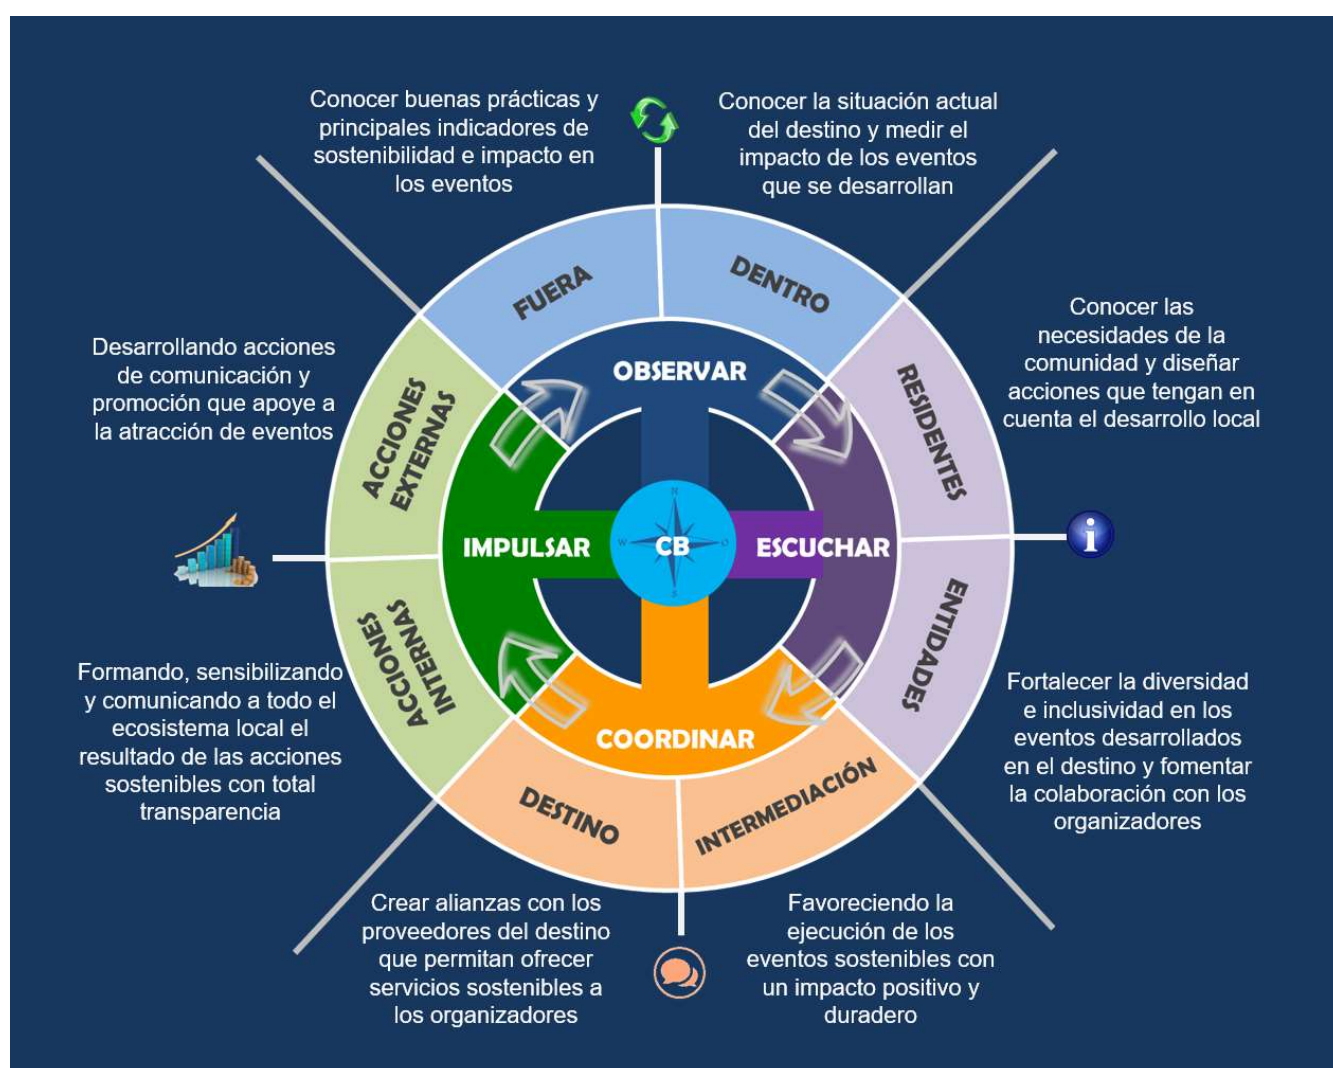 Conocer buenas prácticas y
principales indicadores de
sostenibilidad e impacto en
los eventos
Conocer la situación actual
del destino y medir el
impacto de los eventos
que se desarrollan
FUERA
DENTRO
Desarrollando acciones
de comunicación y
promoción que apoye a
la atracción de eventos
Conocer las
necesidades de la
comunidad y diseñar
acciones que tengan en
cuenta el desarrollo local
ACCIONES
EXTERNAS
OBSERVAR
RESIDENTES
IMPULSAR
N
W
CB
O
S
ESCUCHAR
ACCIONES
INTERNAS
ENTIDADES
Formando, sensibilizando
y comunicando a todo el
ecosistema local el
resultado de las acciones
sostenibles con total
transparencia
COORDINAR
Fortalecer la diversidad
e inclusividad en los
eventos desarrollados
en el destino y fomentar
la colaboración con los
organizadores
DESTINO
INTERMEDIACIÓN
Crear alianzas con los
proveedores del destino
que permitan ofrecer
servicios sostenibles a
los organizadores
Favoreciendo la
ejecución de los
eventos sostenibles con
un impacto positivo y
duradero